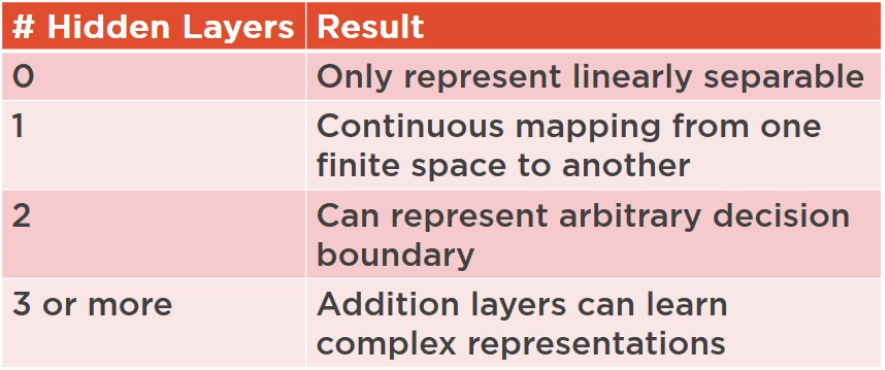 # Hidden Layers Result
0 Only represent linearly separable
1 Continuous mapping from one
finite space to another
2 Can represent arbitrary decision
boundary
3 or more Addition layers can learn
complex representations